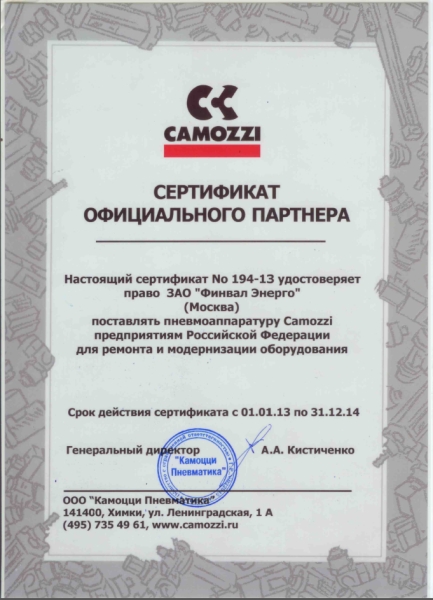 CAMOZZI
СЕРТИФИКАТ
ОФИЦИАЛЬНОГО ПАРТНЕРА
Настоящий сертификат No 194-13 удостоверяет
право ЗАО "Финвал Энерго"
(Москва)
поставлять пневмоаппаратуру Camozzi
предприятиям Российской Федерации
для ремонта и модернизации оборудования
Срок действия сертификата с 01.01.13 по 31.12.14
Генеральный директор А.А. Кистиченко
"Камоцци
Пневматика"
ООО "Камоцци Пневматика"
141400, Химки, ул. Ленинградская, 1 А
(495) 735 49 61, www.camozzi.ru